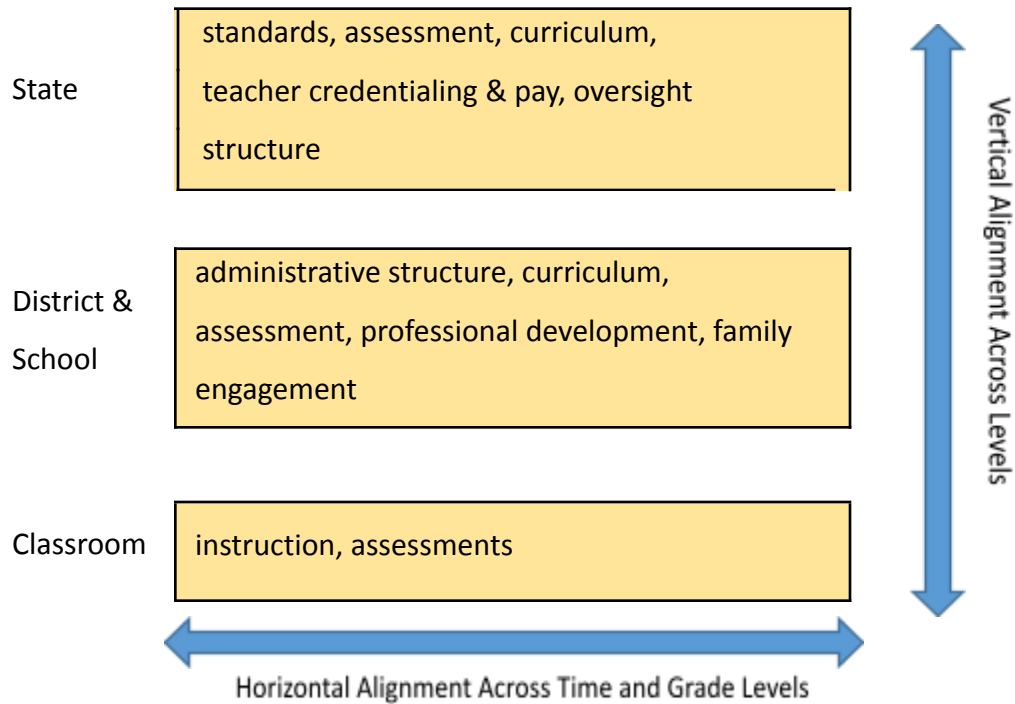 State
standards, assessment, curriculum,
teacher credentialing & pay, oversight
structure
District &
School
administrative structure, curriculum,
assessment, professional development, family
engagement
Classroom
instruction, assessments
Horizontal Alignment Across Time and Grade Levels
Vertical Alignment Across Levels